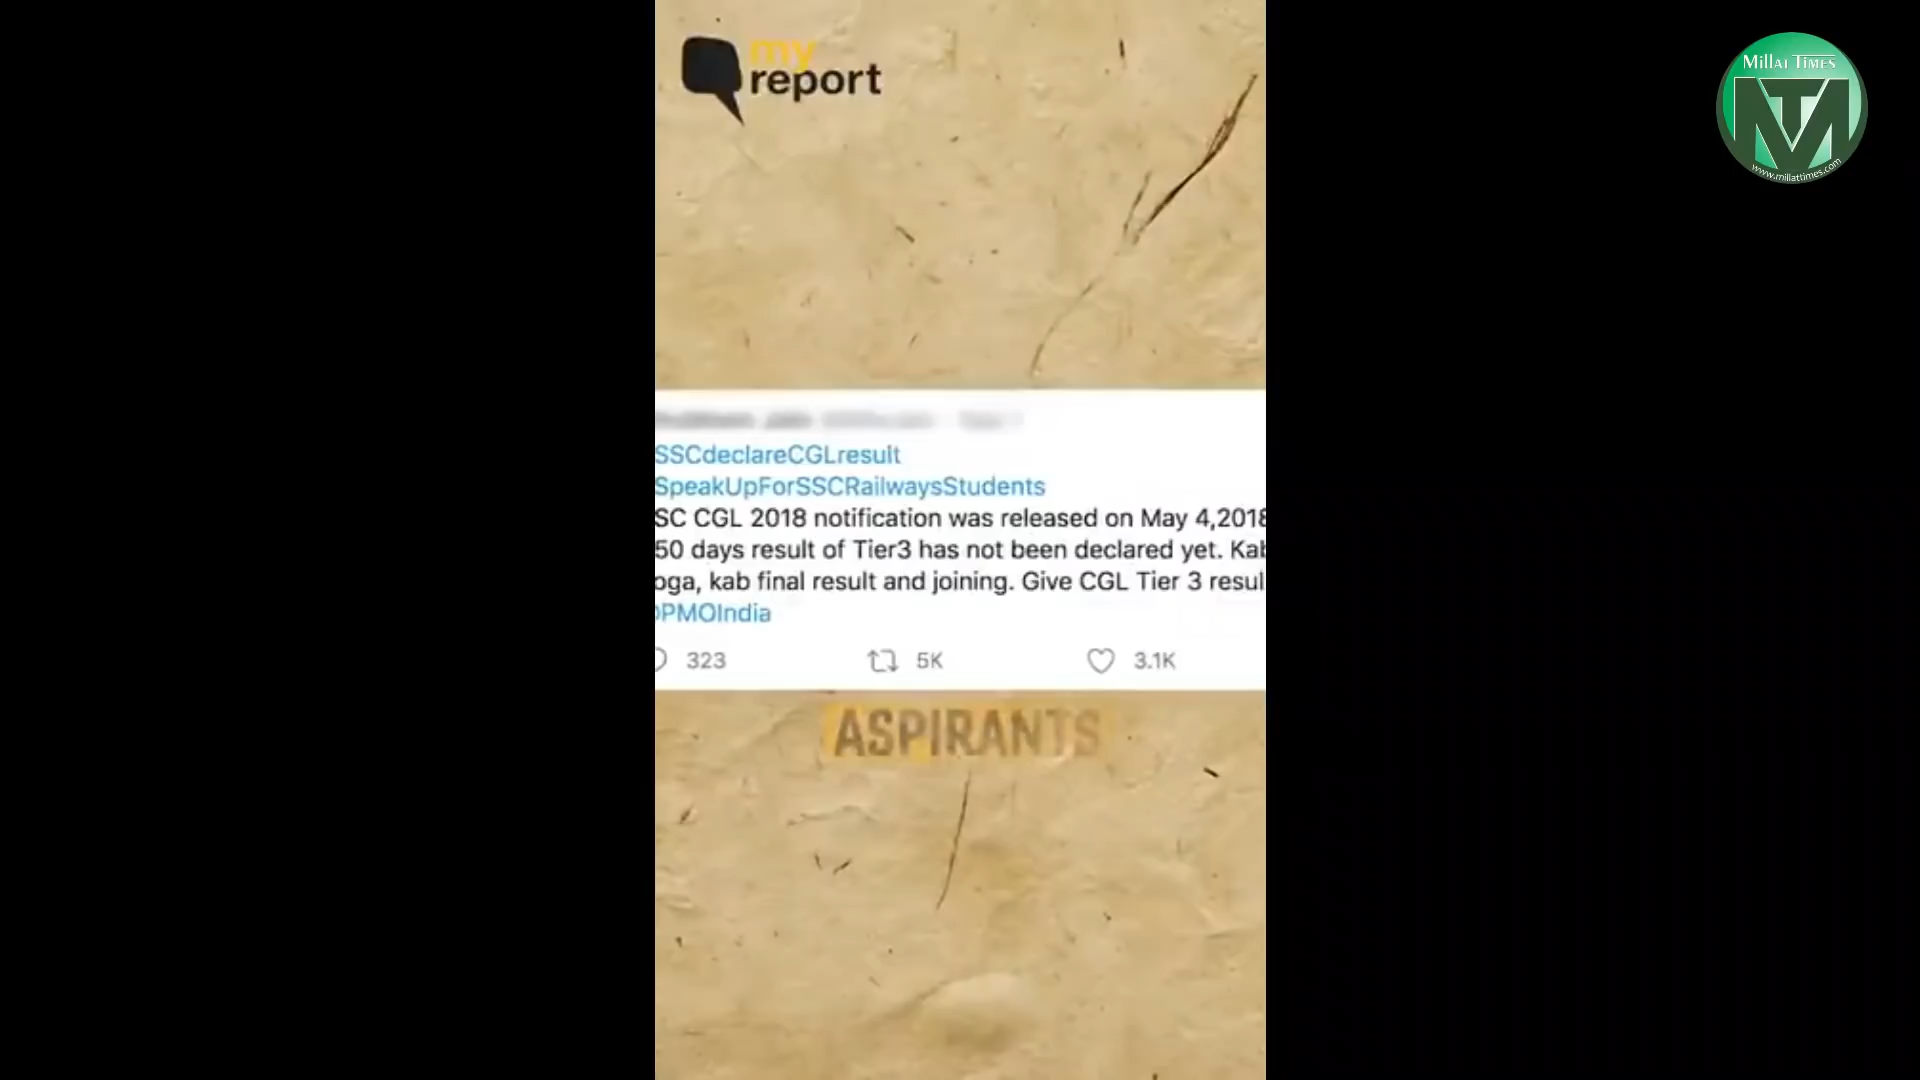 my
report
MILLAT TIMES
MT
www.millattimes.com
SSCdeclareCGLresult
SpeakUpForSSCRailwaysStudents
SC CGL 2018 notification was released on May 4,2018
50 days result of Tier3 has not been declared yet. Kab
oga, kab final result and joining. Give CGL Tier 3 resul
@PMOIndia
323 5K 3.1K
ASPIRANTS